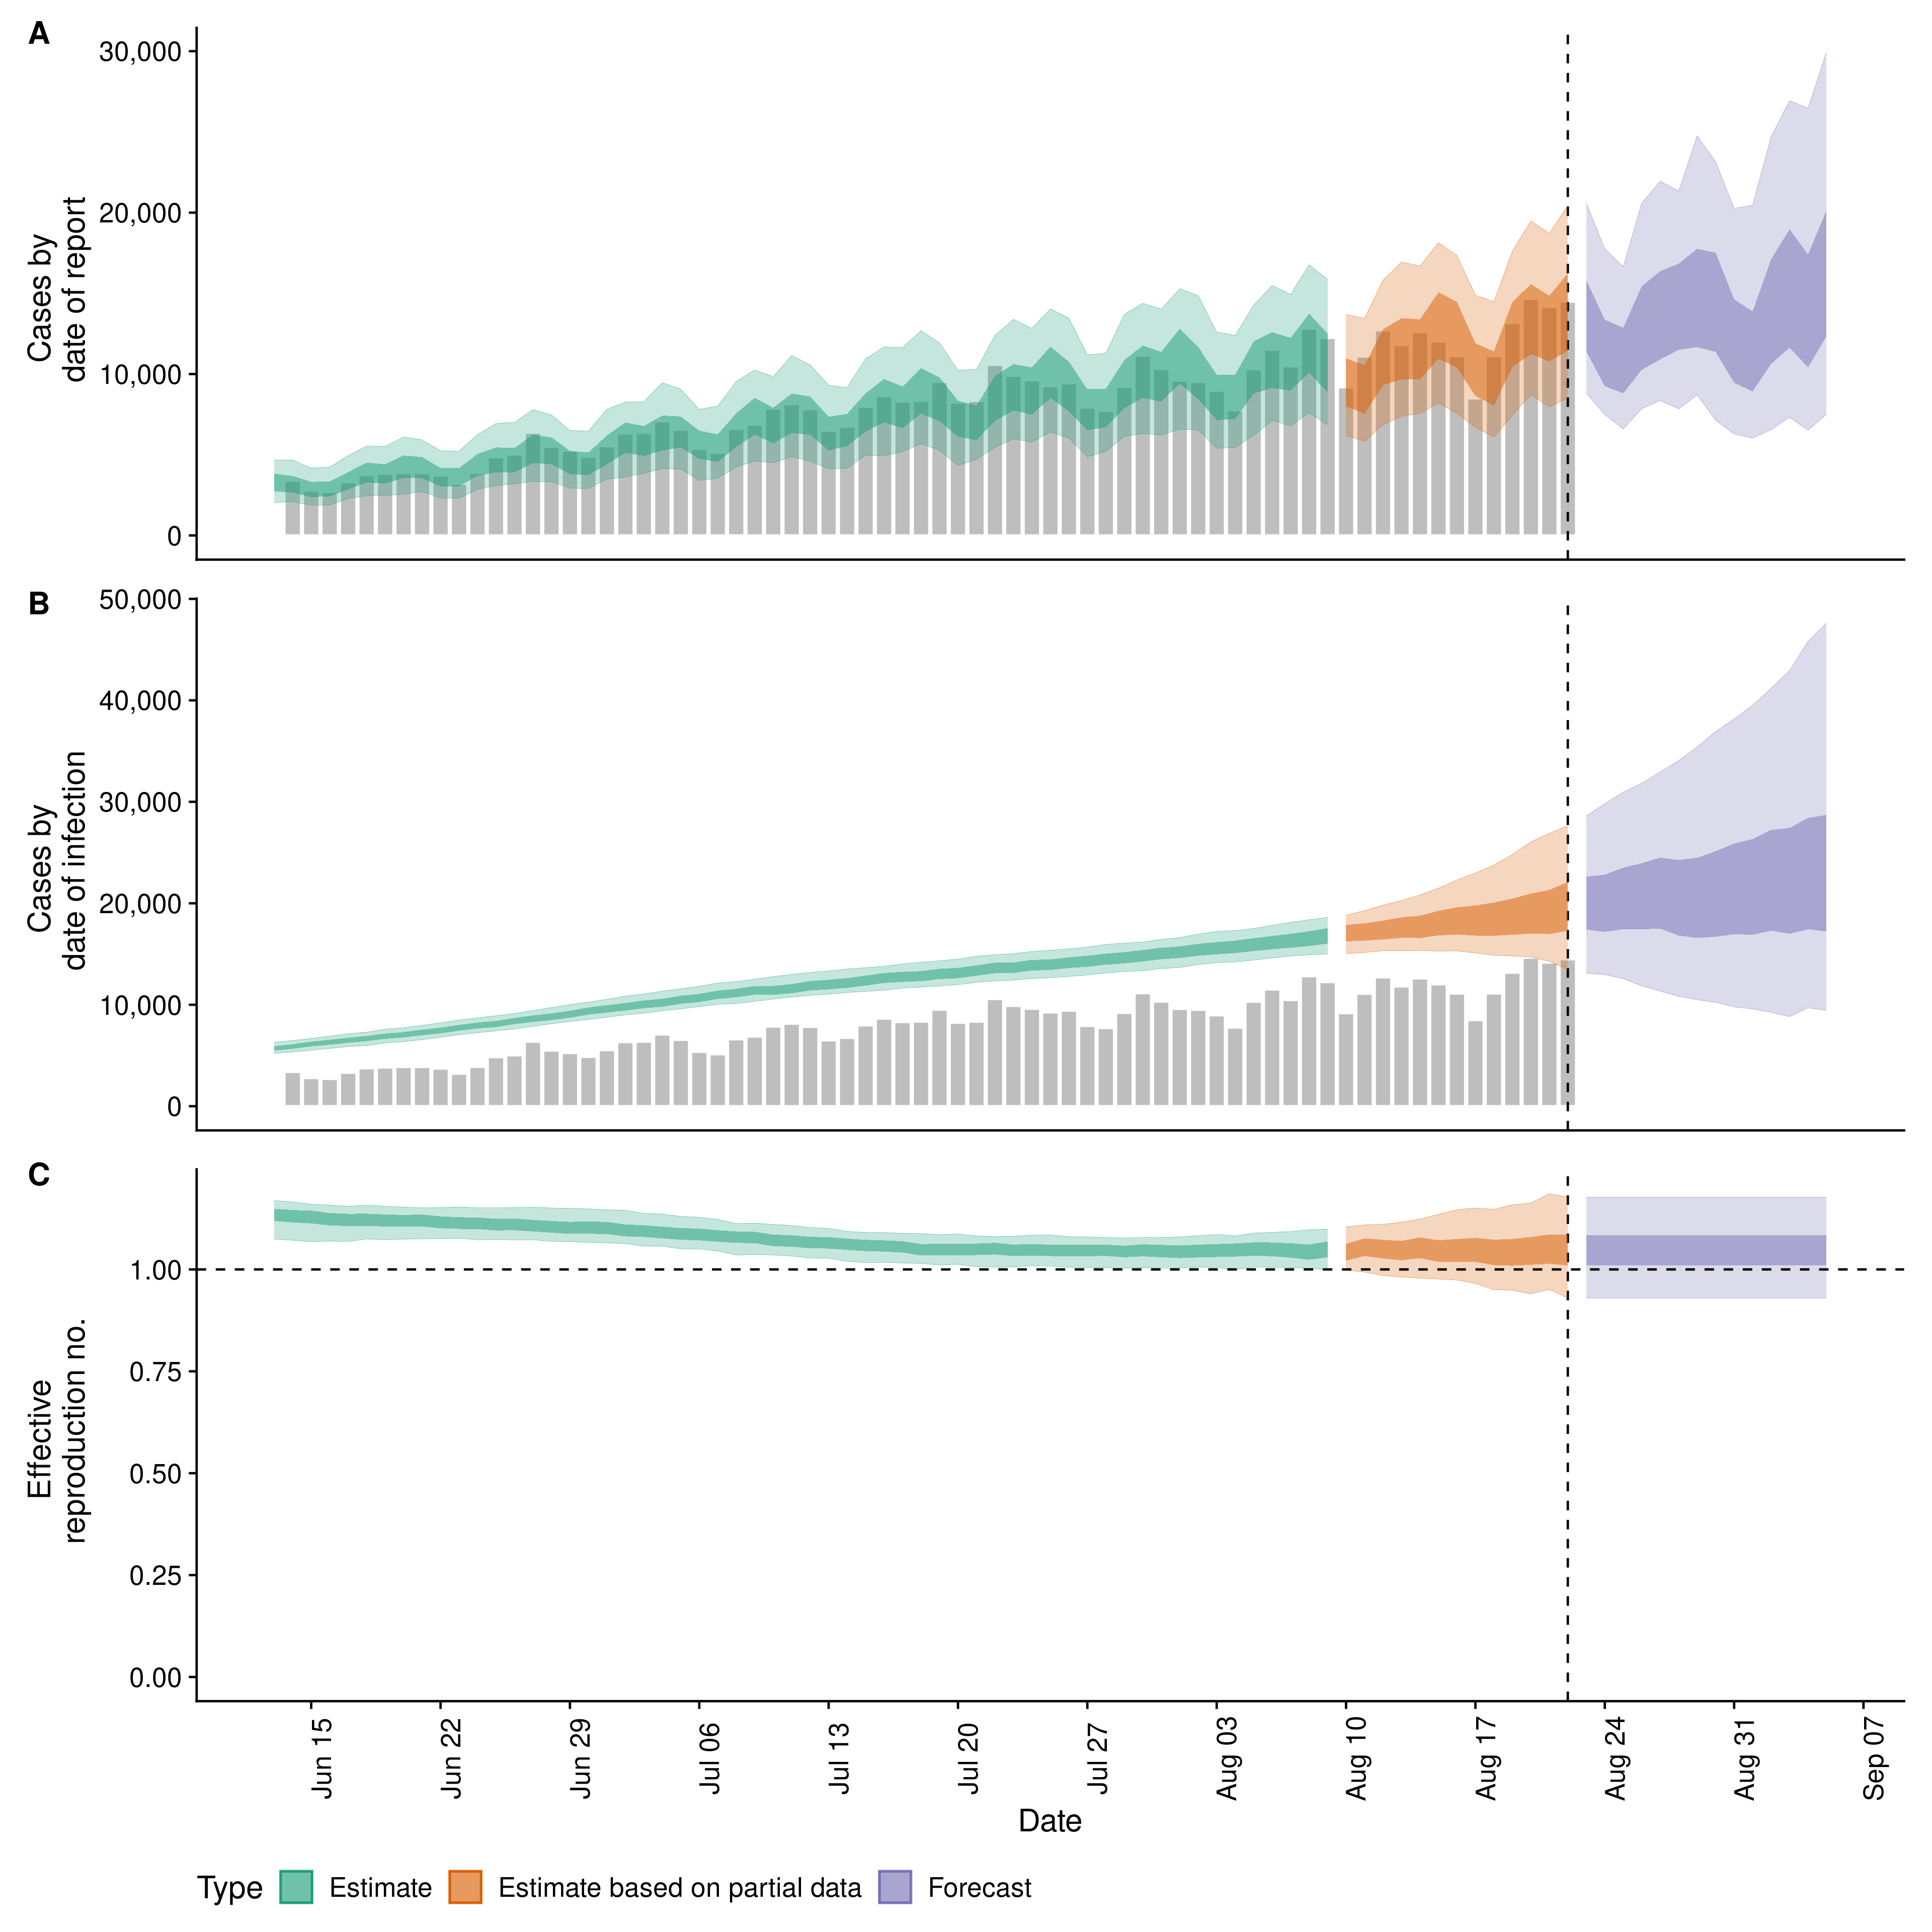 A
30,000
20,000
10,000
0
Cases by
date of report
B
50,000
40,000
30,000
20,000
10,000
0
Cases by
date of infection
C
1.00
0.75
0.50
0.25
0.00
Effective
reproduction no.
Jun 15
Jun 22
Jun 29
Jul 06
Jul 13
Jul 20
Jul 27
Aug 03
Aug 10
Aug 17
Aug 24
Aug 31
Sep 07
Date
Type Estimate Estimate based on partial data Forecast